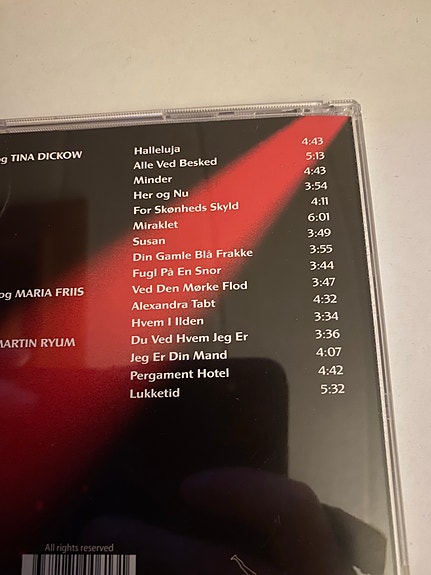 og TINA DICKOW Halleluja 4:43
Alle Ved Besked 5:13
Minder 4:43
Her og Nu 3:54
For Skønheds Skyld 4:11
Miraklet 6:01
Susan 3:49
Din Gamle Blå Frakke 3:55
Fugl På En Snor 3:44
og MARIA FRIIS Ved Den Mørke Flod 3:47
Alexandra Tabt 4:32
Hvem I Ilden 3:34
MARTIN RYUM Du Ved Hvem Jeg Er 3:36
Jeg Er Din Mand 4:07
Pergament Hotel 4:42
Lukketid 5:32
All rights reserved